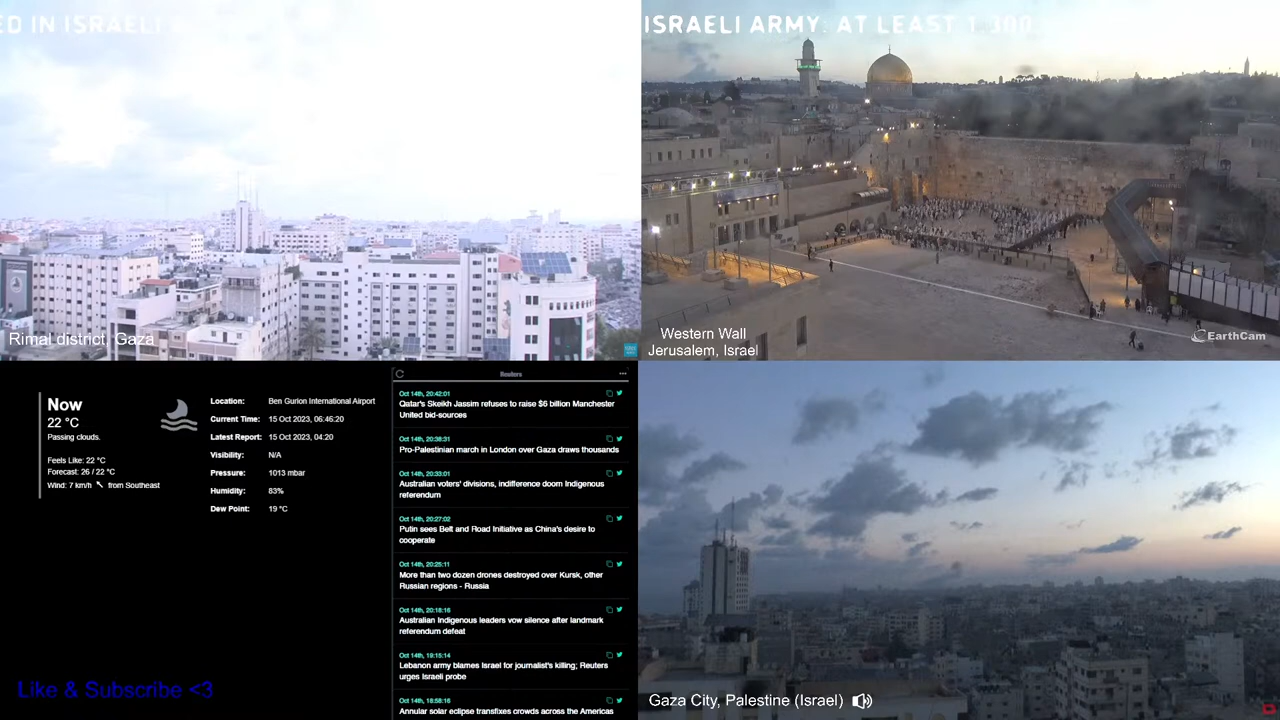 ED IN ISRAELI
ISRAELI ARMY: AT LEAST 1,300
Rimal district, Gaza
Western Wall
Jerusalem, Israel
EarthCam
Now
22 °C
Passing clouds.
Feels Like: 22 °C
Forecast: 26 / 22 °C
Wind: 7 km/h from Southeast
Location: Ben Gurion International Airport
Current Time: 15 Oct 2023, 06:46:20
Latest Report: 15 Oct 2023, 04:20
Visibility: N/A
Pressure: 1013 mbar
Humidity: 83%
Dew Point: 19 °C
Like & Subscribe <3
Reuters
Oct 14th, 20:42:01
Qatar's Skeikh Jassim refuses to raise $6 billion Manchester
United bid-sources
Oct 14th, 20:38:31
Pro-Palestinian march in London over Gaza draws thousands
Oct 14th, 20:33:01
Australian voters' divisions, indifference doom Indigenous
referendum
Oct 14th, 20:27:02
Putin sees Belt and Road Initiative as China's desire to
cooperate
Oct 14th, 20:25:11
More than two dozen drones destroyed over Kursk, other
Russian regions - Russia
Oct 14th, 20:18:16
Australian Indigenous leaders vow silence after landmark
referendum defeat
Oct 14th, 19:15:14
Lebanon army blames Israel for journalist's killing; Reuters
urges Israeli probe
Oct 14th, 18:58:16
Annular solar eclipse transfixes crowds across the Americas
Gaza City, Palestine (Israel)